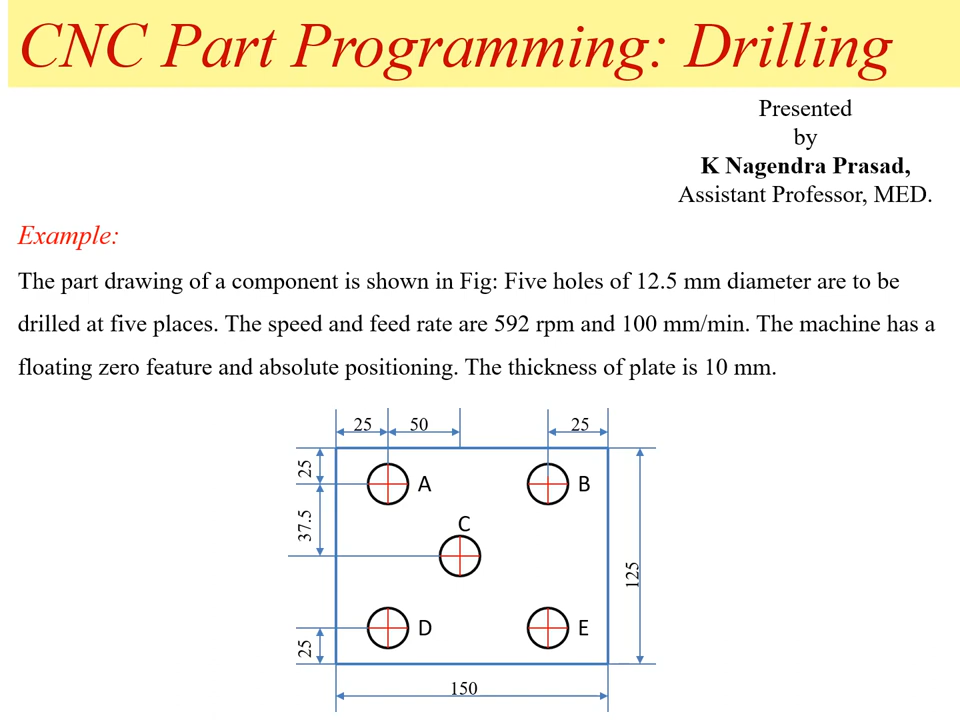 CNC Part Programming: Drilling
Presented
by
K Nagendra Prasad,
Assistant Professor, MED.
Example:
The part drawing of a component is shown in Fig: Five holes of 12.5 mm diameter are to be
drilled at five places. The speed and feed rate are 592 rpm and 100 mm/min. The machine has a
floating zero feature and absolute positioning. The thickness of plate is 10 mm.
25
50
25
25
A
B
37.5
C
125
D
E
25
150